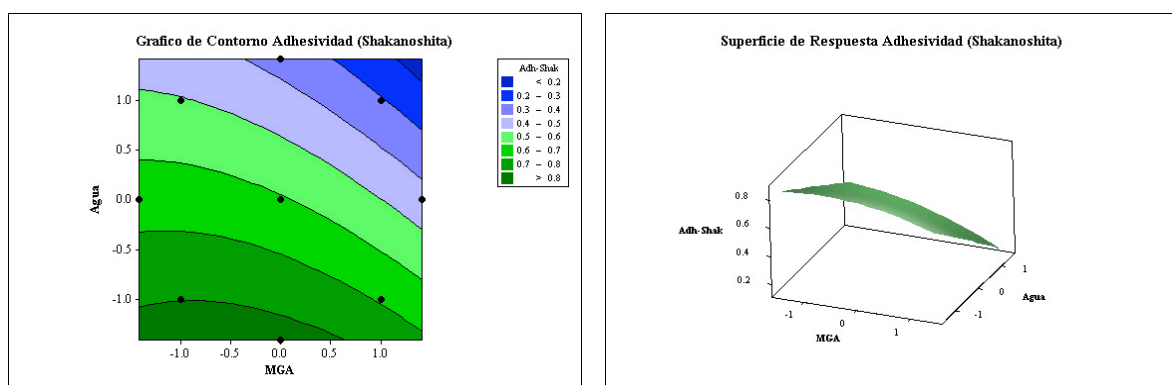 Grafico de Contorno Adhesividad (Shakanoshita)
Adh-Shak
< 0.2
0.2 – 0.3
0.3 – 0.4
0.4 – 0.5
0.5 – 0.6
0.6 – 0.7
0.7 – 0.8
> 0.8
Agua
1.0
0.5
0.0
-0.5
-1.0
-1.0
-0.5
0.0
0.5
1.0
MGA
Superficie de Respuesta Adhesividad (Shakanoshita)
Adh-Shak
0.8
0.6
0.4
0.2
-1
0
1
MGA
1
0
-1
Agua